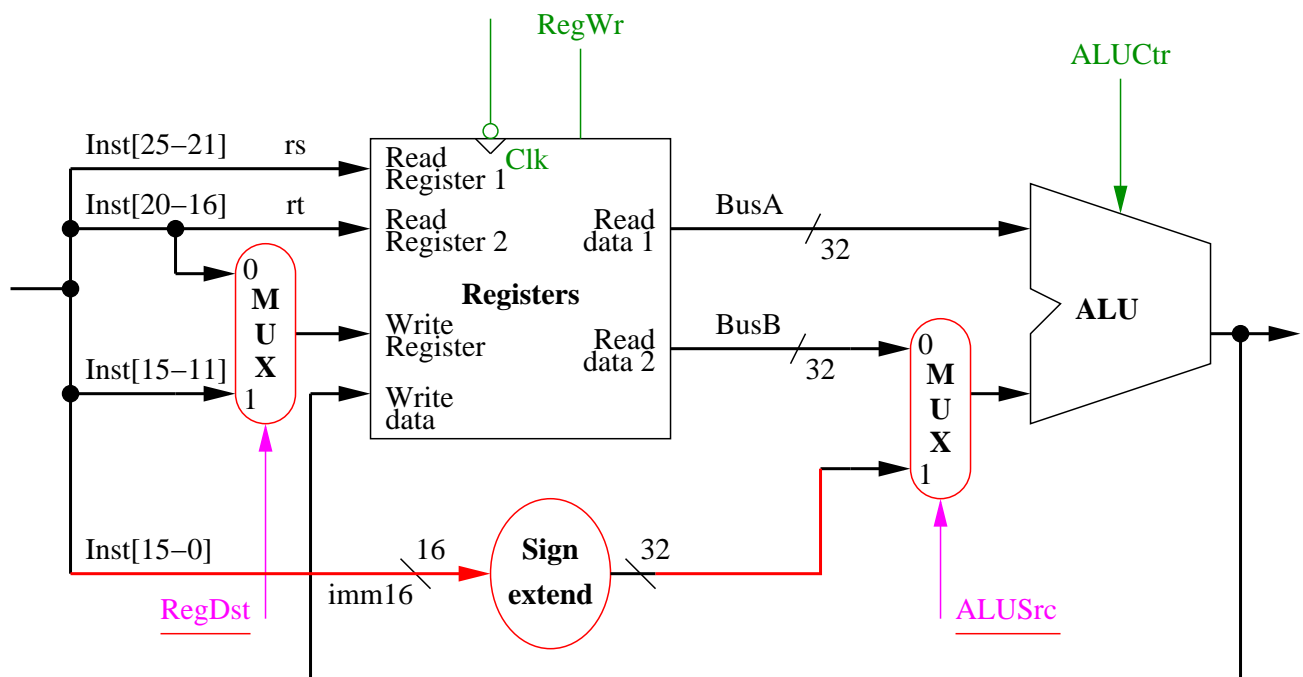 RegWr
ALUCtr
Inst[25−21] rs
Clk
Read
Register 1
Inst[20−16] rt
Read
Register 2
Read
data 1
BusA
32
0
M
U
X
1
Registers
ALU
Write
Register
Read
data 2
BusB
32
0
M
U
X
1
Inst[15−11]
Write
data
Inst[15−0]
imm16
16
Sign
extend
32
RegDst
ALUSrc